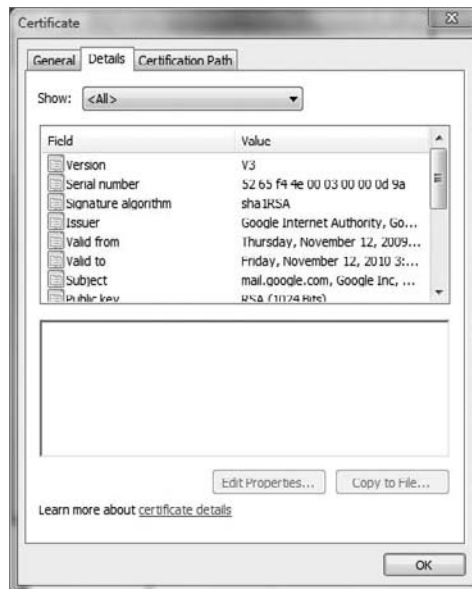 Certificate
General Details Certification Path
Show: <All>
Field Value
Version V3
Serial number 52 65 f4 4e 00 03 00 00 0d 9a
Signature algorithm sha1RSA
Issuer Google Internet Authority, Go...
Valid from Thursday, November 12, 2009...
Valid to Friday, November 12, 2010 3:...
Subject mail.google.com, Google Inc, ...
Public key RSA (1024 Bits)
Edit Properties... Copy to File...
Learn more about certificate details
OK